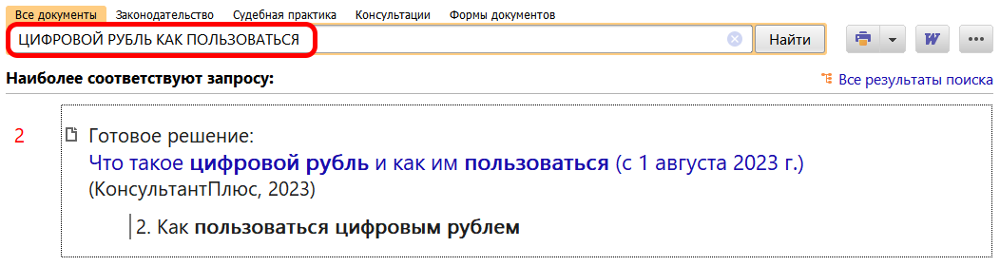 Все документы Законодательство Судебная практика Консультации Формы документов
ЦИФРОВОЙ РУБЛЬ КАК ПОЛЬЗОВАТЬСЯ Найти W
Наиболее соответствуют запросу: Все результаты поиска
2 Готовое решение:
Что такое цифровой рубль и как им пользоваться (с 1 августа 2023 г.)
(КонсультантПлюс, 2023)
2. Как пользоваться цифровым рублем